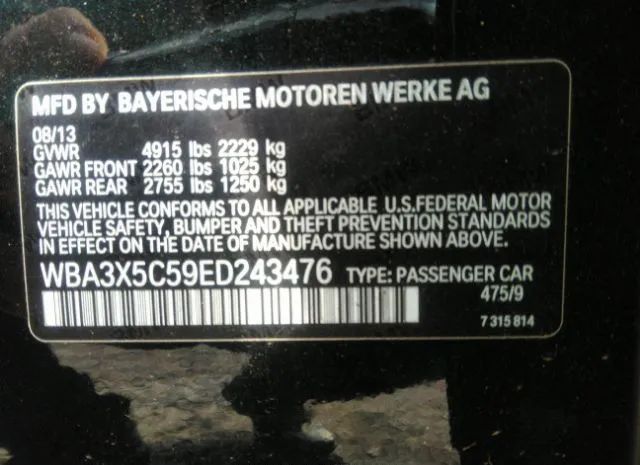 MFD BY BAYERISCHE MOTOREN WERKE AG
08/13
GVWR 4915 lbs 2229 kg
GAWR FRONT 2260 lbs 1025 kg
GAWR REAR 2755 lbs 1250 kg
THIS VEHICLE CONFORMS TO ALL APPLICABLE U.S.FEDERAL MOTOR
VEHICLE SAFETY, BUMPER AND THEFT PREVENTION STANDARDS
IN EFFECT ON THE DATE OF MANUFACTURE SHOWN ABOVE.
WBA3X5C59ED243476 TYPE: PASSENGER CAR
475/9
7 315 814